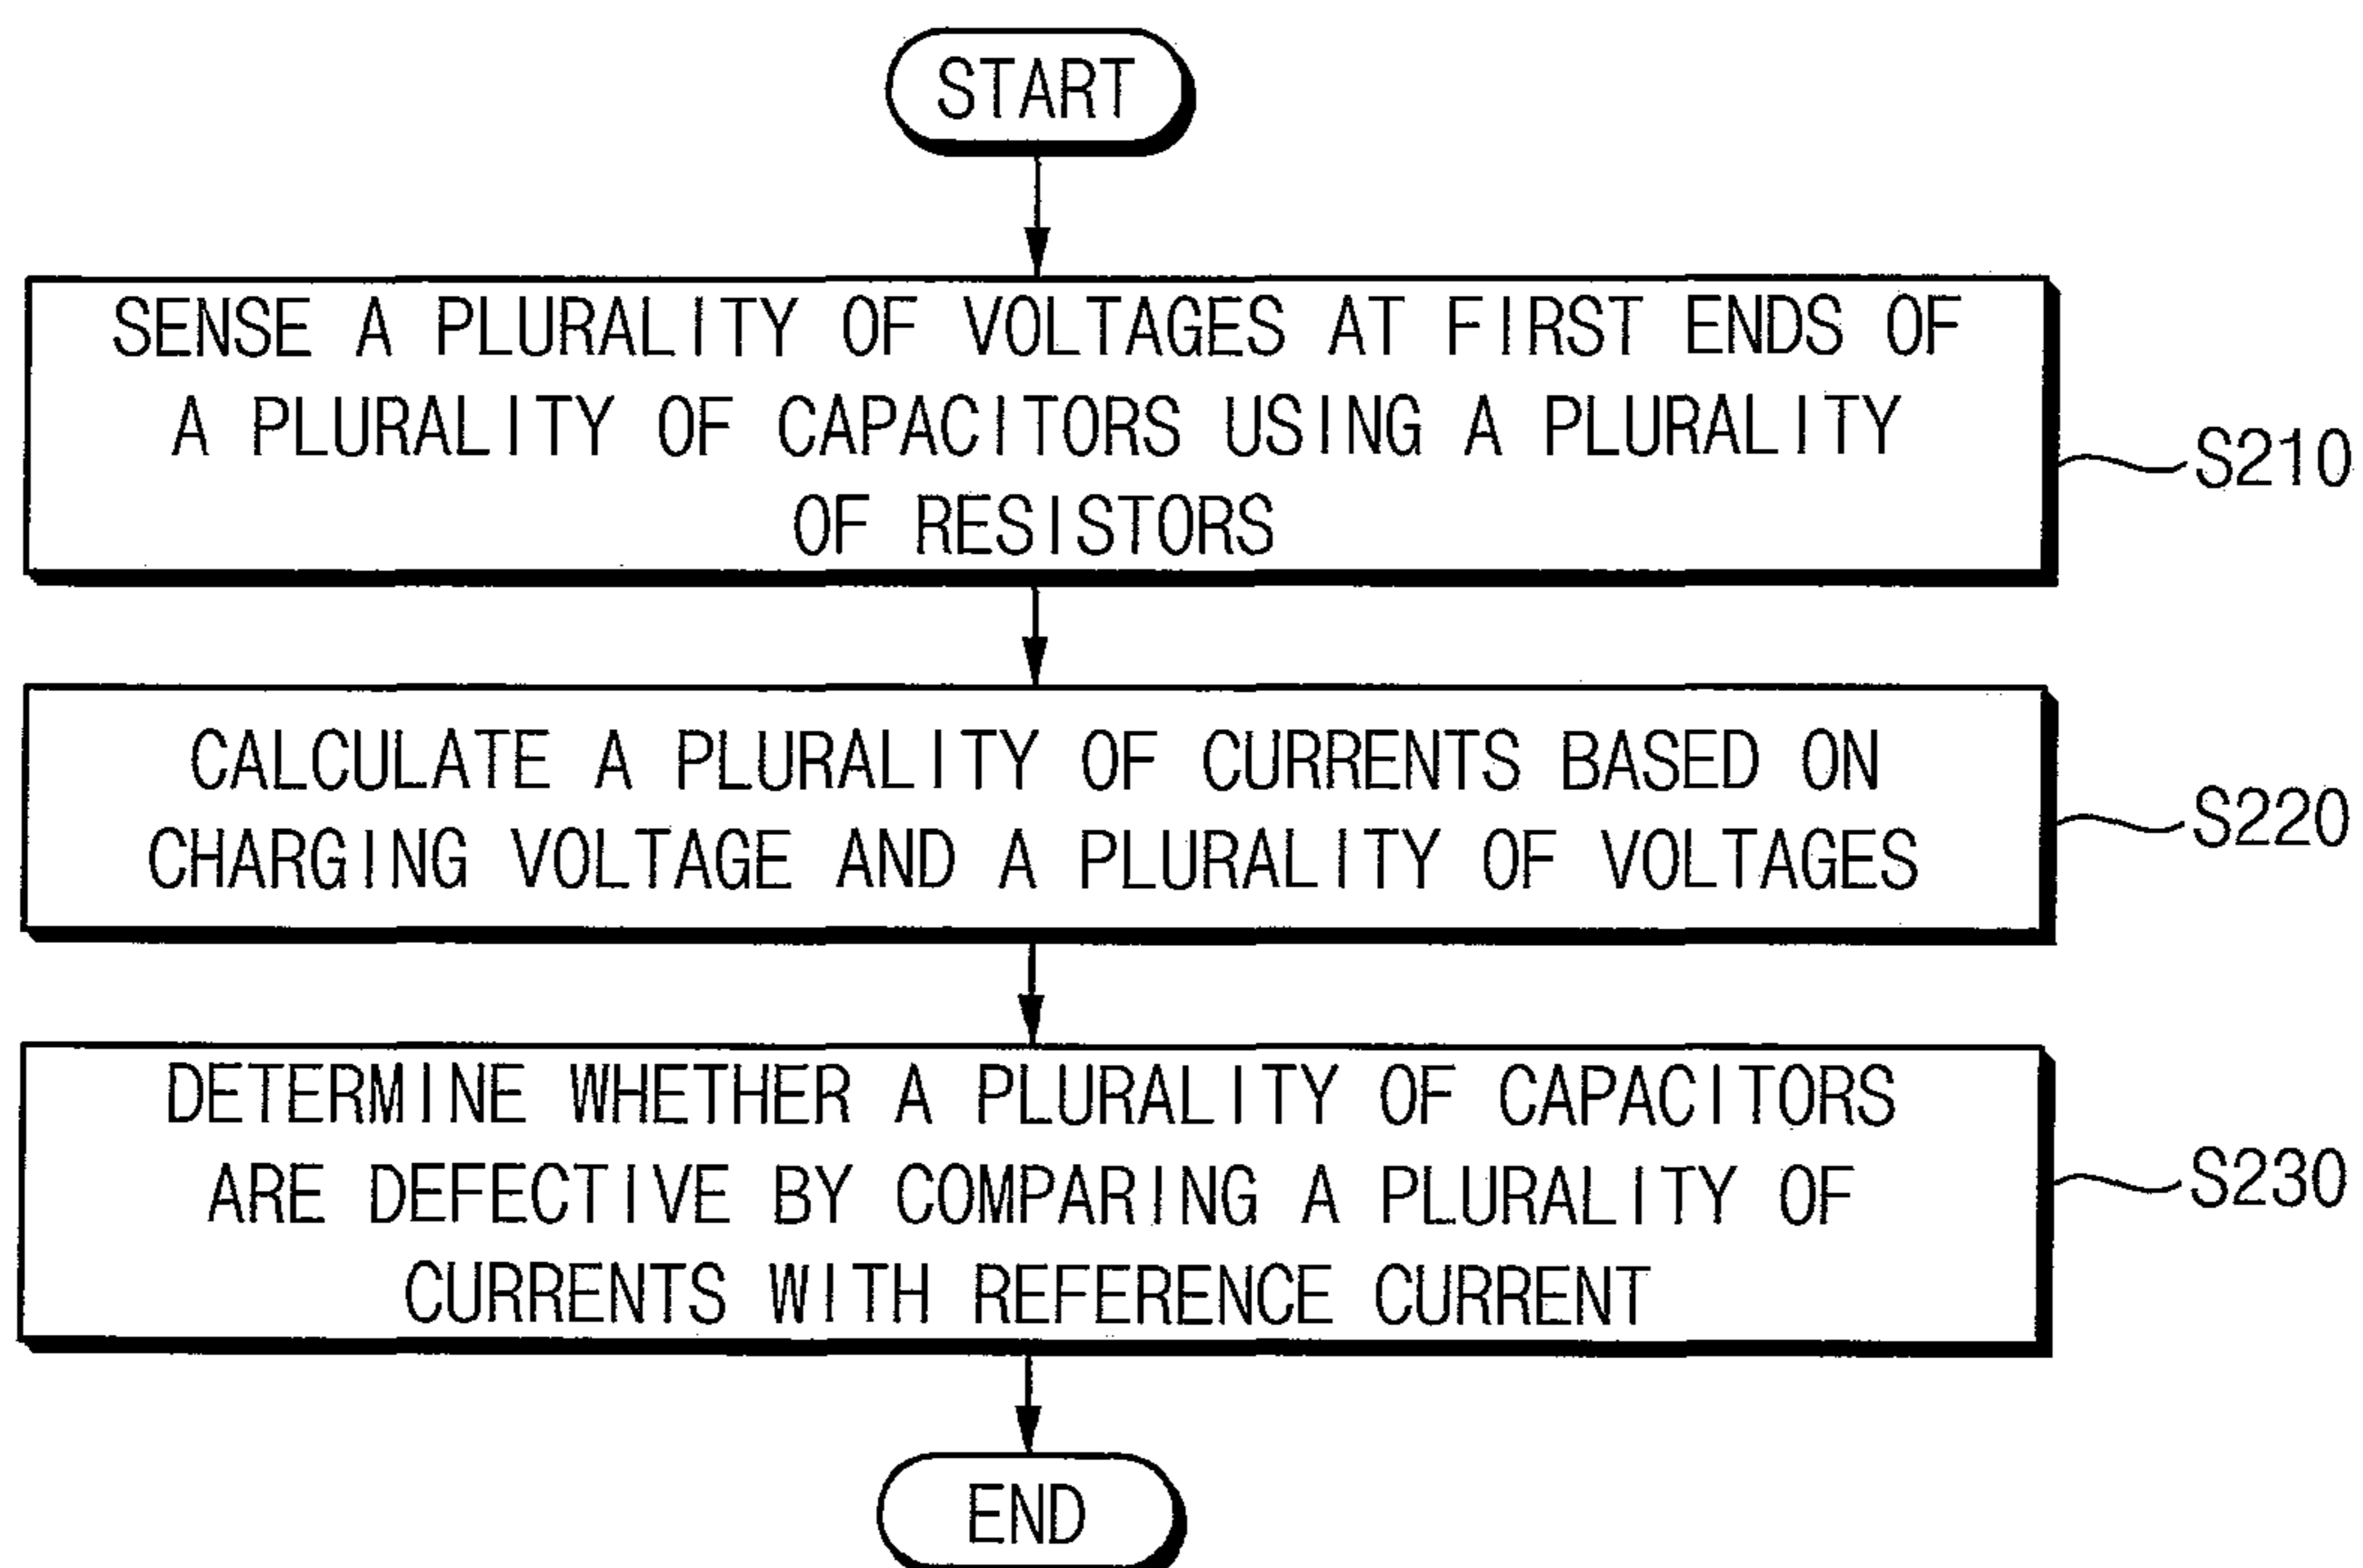 START
SENSE A PLURALITY OF VOLTAGES AT FIRST ENDS OF
A PLURALITY OF CAPACITORS USING A PLURALITY
OF RESISTORS
S210
CALCULATE A PLURALITY OF CURRENTS BASED ON
CHARGING VOLTAGE AND A PLURALITY OF VOLTAGES
S220
DETERMINE WHETHER A PLURALITY OF CAPACITORS
ARE DEFECTIVE BY COMPARING A PLURALITY OF
CURRENTS WITH REFERENCE CURRENT
S230
END